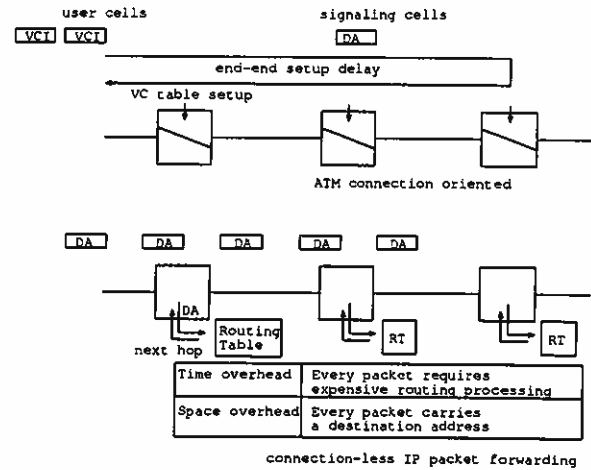 user cells
signaling cells
VCI VCI DA
end-end setup delay
VC table setup
ATM connection oriented
DA DA DA DA DA
DA
Routing
Table
RT
RT
next hop
Time overhead
Every packet requires
expensive routing processing
Space overhead
Every packet carries
a destination address
connection-less IP packet forwarding